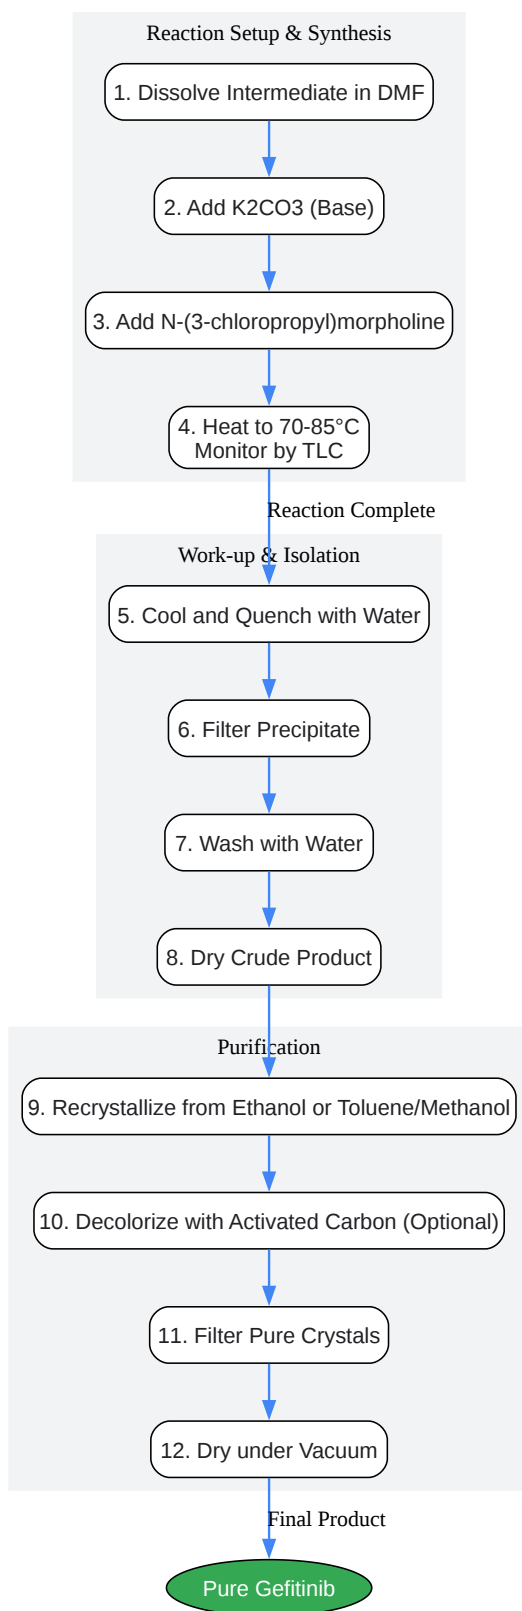 Reaction Setup & Synthesis
1. Dissolve Intermediate in DMF
2. Add K2CO3 (Base)
3. Add N-(3-chloropropyl)morpholine
4. Heat to 70-85°C
Monitor by TLC
Reaction Complete
Work-up & Isolation
5. Cool and Quench with Water
6. Filter Precipitate
7. Wash with Water
8. Dry Crude Product
Purification
9. Recrystallize from Ethanol or Toluene/Methanol
10. Decolorize with Activated Carbon (Optional)
11. Filter Pure Crystals
12. Dry under Vacuum
Final Product
Pure Gefitinib